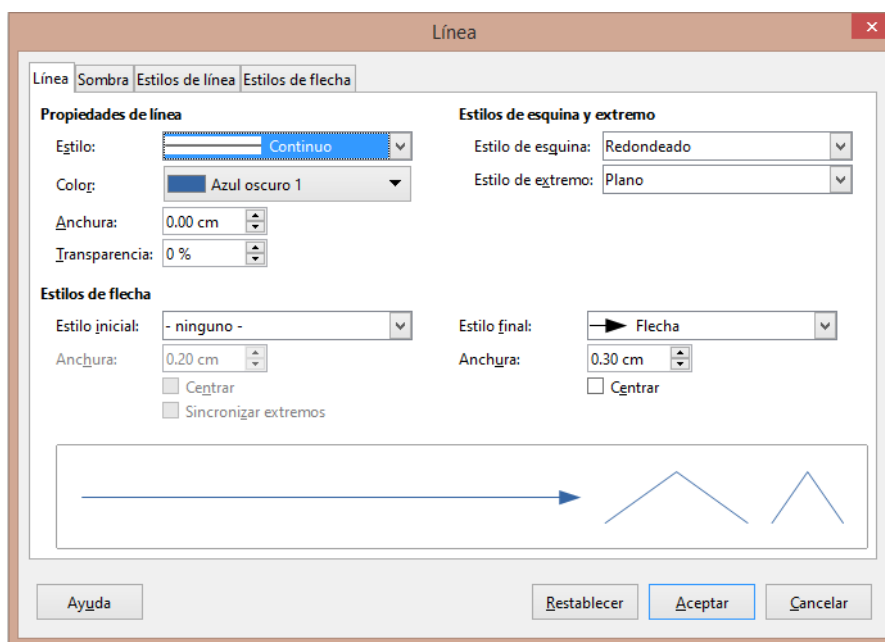 Línea
Línea Sombra Estilos de línea Estilos de flecha
Propiedades de línea
Estilo: Continuo
Color: Azul oscuro 1
Anchura: 0.00 cm
Transparencia: 0 %
Estilos de esquina y extremo
Estilo de esquina: Redondeado
Estilo de extremo: Plano
Estilos de flecha
Estilo inicial: - ninguno -
Anchura: 0.20 cm
Centrar
Sincronizar extremos
Estilo final: Flecha
Anchura: 0.30 cm
Centrar
Ayuda Restablecer Aceptar Cancelar